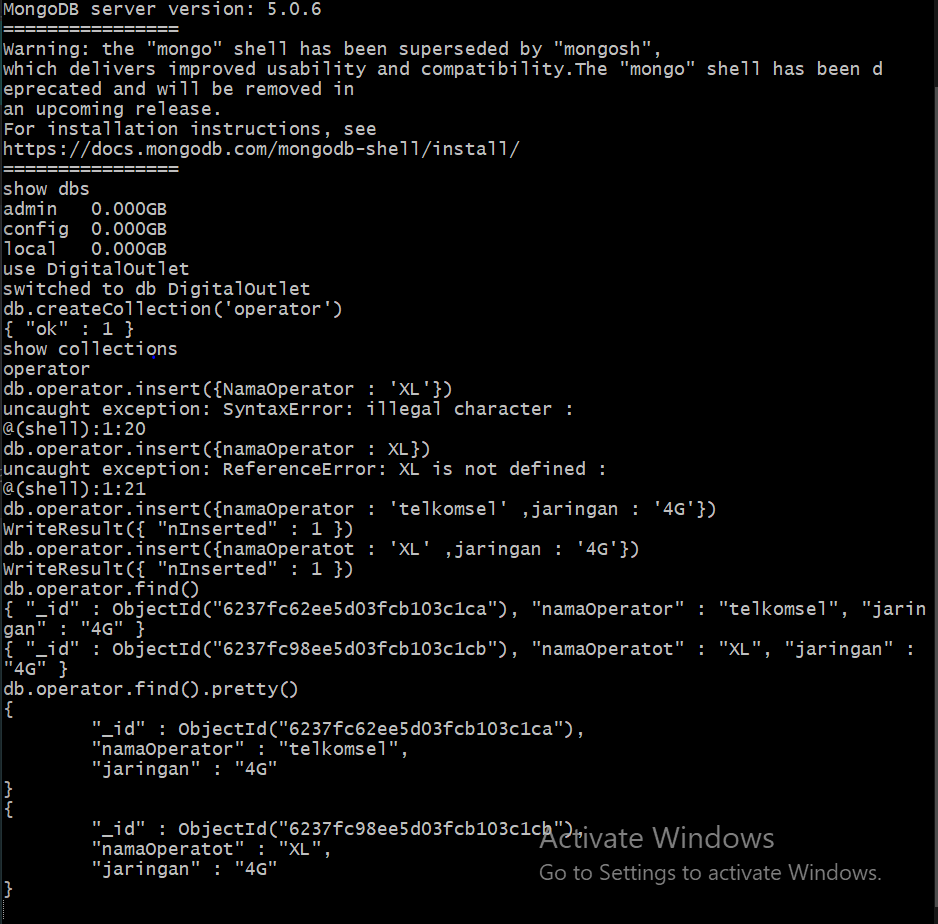 MongoDB server version: 5.0.6
================
Warning: the "mongo" shell has been superseded by "mongosh",
which delivers improved usability and compatibility.The "mongo" shell has been d
eprecated and will be removed in
an upcoming release.
For installation instructions, see
https://docs.mongodb.com/mongodb-shell/install/
================
show dbs
admin   0.000GB
config  0.000GB
local   0.000GB
use DigitalOutlet
switched to db DigitalOutlet
db.createCollection('operator')
{ "ok" : 1 }
show collections
operator
db.operator.insert({NamaOperator : 'XL'})
uncaught exception: SyntaxError: illegal character :
@(shell):1:20
db.operator.insert({namaOperator : XL})
uncaught exception: ReferenceError: XL is not defined :
@(shell):1:21
db.operator.insert({namaOperator : 'telkomsel' ,jaringan : '4G'})
WriteResult({ "nInserted" : 1 })
db.operator.insert({namaOperatot : 'XL' ,jaringan : '4G'})
WriteResult({ "nInserted" : 1 })
db.operator.find()
{ "_id" : ObjectId("6237fc62ee5d03fcb103c1ca"), "namaOperator" : "telkomsel", "jarin
gan" : "4G" }
{ "_id" : ObjectId("6237fc98ee5d03fcb103c1cb"), "namaOperatot" : "XL", "jaringan" :
"4G" }
db.operator.find().pretty()
{
        "_id" : ObjectId("6237fc62ee5d03fcb103c1ca"),
        "namaOperator" : "telkomsel",
        "jaringan" : "4G"
}
{
        "_id" : ObjectId("6237fc98ee5d03fcb103c1cb"),
        "namaOperatot" : "XL",
        "jaringan" : "4G"
}
Activate Windows
Go to Settings to activate Windows.